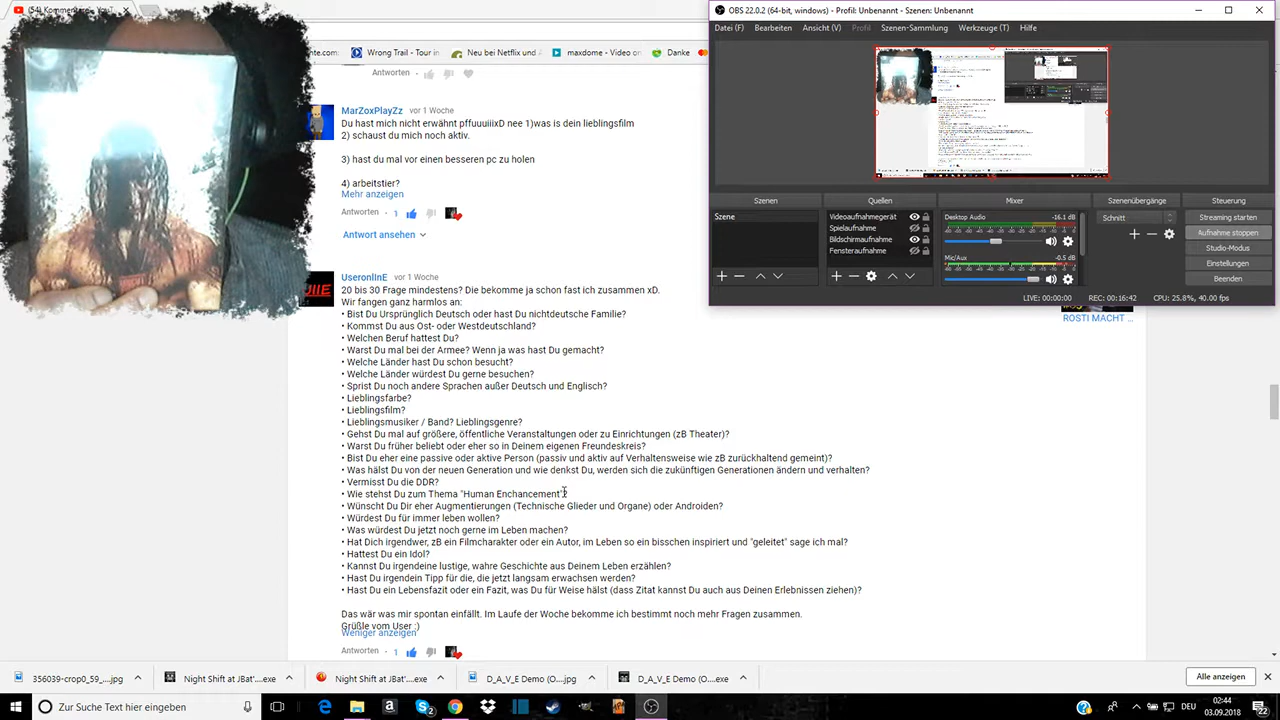 (54) Kommentare - YouT
te.com:
Wrong Trail - Tour in
Neu bei Netflix und A
maxdome - Video on
Danke
Antworten
MarZxoPlayZz vor 1 Woche
Du hast mich nicht erwähnt pfuuuiiii
den lieblingsfilm
2) schaust du mich noch aktiv.
3) hast du mal vor einen besseren pc zu holen
4) arbeitstier?
Mehr anzeigen
Antworten 1
Antwort ansehen
UseronlInE vor 1 Woche
20 bis 30 Frage mindestens? Die bekomme ja schon fast ich zusammen xD.
Wir fangen ganz harmlos an:
• Bist Du eigentlich Deutsch oder hast Du nichtdeutsche Familie?
• Kommst Du aus Ost- oder Westdeutschland?
• Welchen Beruf hattest Du?
• Warst Du mal bei der Armee? Wenn ja was hast Du gemacht?
• Welche Länder hast Du schon besucht?
• Welche Länder würdest Du gerne besuchen?
• Sprist Du noch andere Sprachen außer Deutsch und Englisch?
• Lieblingsfarbe?
• Lieblingsfilm?
• Lieblingsmusiker / Band? Lieblingsgenre?
• Gehst Du mal auf größere, öffentliche Veranstaltungen oder zu Einrichtungen (zB Theater)?
• Warst Du früher beliebt oder eher so in Deinem eigenen Freundeskreis?
• Bist Du eher eine passive oder aktive Person (passiv und aktiv auf Verhaltensweise wie zB zurückhaltend gemeint)?
• Was hälst Du von der neuen Generation und wie denkst Du, werden sich die zukünftigen Generationen ändern und verhalten?
• Vermisst Du die DDR?
• Wie stehst Du zum Thema "Human Enchancement"?
• Wünscht Du Dir eher Augmentierungen (Technische Glieder und Organe) oder Androiden?
• Würdest Du für immer leben wollen?
• Was würdest Du jetzt noch gerne im Leben machen?
• Hat Dich irgendwer, zB ein Filmcharakter oder ein Autor, im Leben so ein bisschen inspiriert und "geleitet" sage ich mal?
• Hattest Du ein Idol?
• Kannst Du irgendeine lustige, wahre Geschichte aus Deinem Leben erzählen?
• Hast Du irgendein Tipp für die, die jetzt langsam erwachsen werden?
• Hast Du ein Lebensfazit oder ein Fazit, was Du für Weise hälst (dass Zitat kannst Du auch aus Deinen Erlebnissen ziehen)?
Das wär was mir spontan einfällt. Im Laufe der Woche bekomme ich bestimmt noch mehr Fragen zusammen.
Grüßle vom User :)
Weniger anzeigen
Antworten 1
OBS 22.0.2 (64-bit, windows) - Profil: Unbenannt - Szenen: Unbenannt
Datei (F) Bearbeiten Ansicht (V) Profil Szenen-Sammlung Werkzeuge (T) Hilfe
Szenen Quellen Mixer Szenenübergänge Steuerung
Szene
Videoaufnahmegerät
Spielaufnahme
Bildschirmaufnahme
Fensteraufnahme
Desktop Audio -16.1 dB
Mic/Aux -0.5 dB
Schnitt
Streaming starten
Aufnahme stoppen
Studio-Modus
Einstellungen
Beenden
LIVE: 00:00:00 REC: 00:16:42 CPU: 25.8%, 40.00 fps
ROSTI MACHT ...
356039-crop0_59_....jpg
Night Shift at JBat'....exe
Night Shift at JBat'....exe
D_A_V_E Demo (O....jpg
D_A_V_E Demo (O....exe
Alle anzeigen
Zur Suche Text hier eingeben
02:44
03.09.2018
22